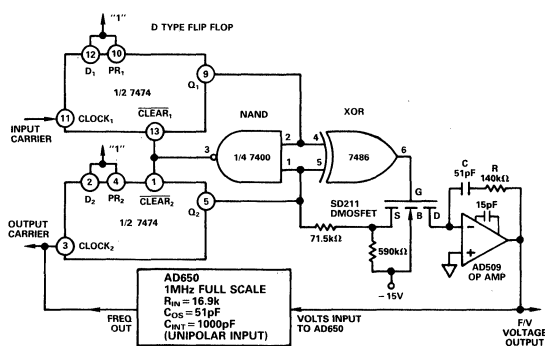 "1"
D TYPE FLIP FLOP
12
10
D1
PR1
9
Q1
1/2 7474
11
CLOCK1
CLEAR1
13
INPUT
CARRIER
NAND
3
2
1
1/4 7400
XOR
4
5
6
7486
"1"
2
4
1
D2
PR2
CLEAR2
5
Q2
1/2 7474
OUTPUT
CARRIER
3
CLOCK2
SD211
DMOSFET
G
S
B
D
71.5kΩ
590kΩ
-15V
C
51pF
R
140kΩ
15pF
-
+
AD509
OP AMP
AD650
1MHz FULL SCALE
RIN = 16.9k
COS = 51pF
CINT = 1000pF
(UNIPOLAR INPUT)
FREQ
OUT
VOLTS INPUT
TO AD650
F/V
VOLTAGE
OUTPUT